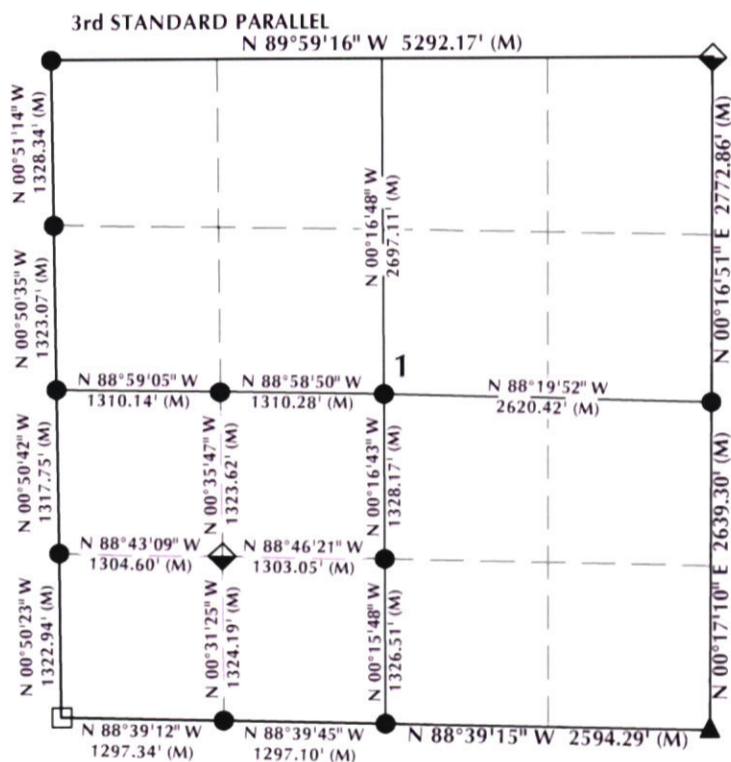 3rd STANDARD PARALLEL
N 89°59'16" W 5292.17' (M)
N 00°51'14" W
1328.34' (M)
N 00°16'48" W
2697.11' (M)
N 00°16'51" E 2772.86' (M)
N 00°50'35" W
1323.07' (M)
1
N 88°59'05" W
1310.14' (M)
N 88°58'50" W
1310.28' (M)
N 88°19'52" W
2620.42' (M)
N 00°50'42" W
1317.75' (M)
N 00°35'47" W
1323.62' (M)
N 00°16'43" W
1328.17' (M)
N 00°17'10" E 2639.30' (M)
N 88°43'09" W
1304.60' (M)
N 88°46'21" W
1303.05' (M)
N 00°50'23" W
1322.94' (M)
N 00°31'25" W
1324.19' (M)
N 00°15'48" W
1326.51' (M)
N 88°39'12" W
1297.34' (M)
N 88°39'45" W
1297.10' (M)
N 88°39'15" W 2594.29' (M)